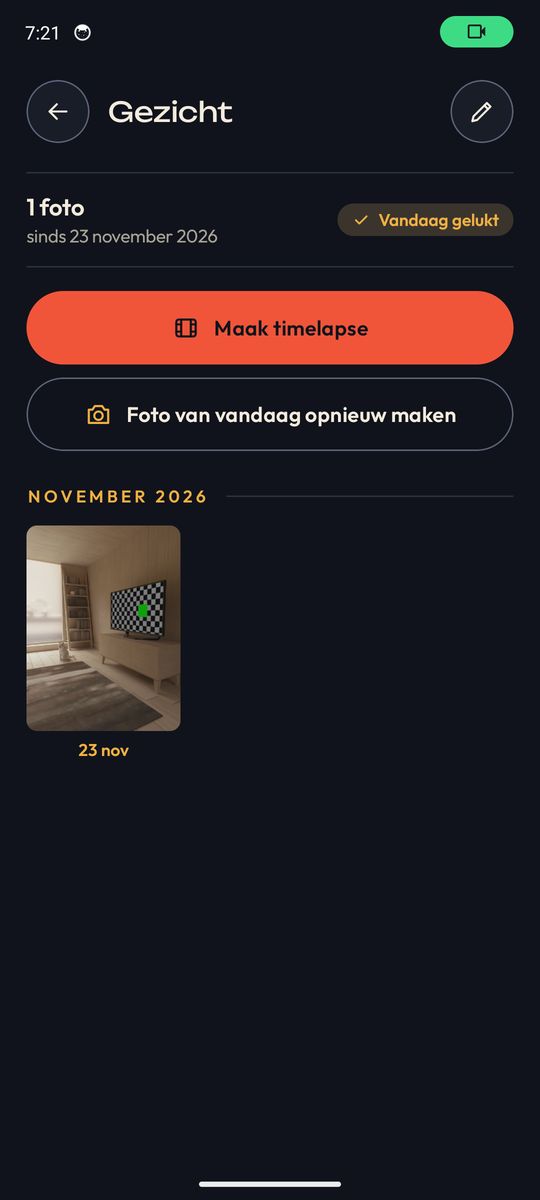 7:21
Gezicht
1 foto
sinds 23 november 2026
Vandaag gelukt
Maak timelapse
Foto van vandaag opnieuw maken
NOVEMBER 2026
23 nov